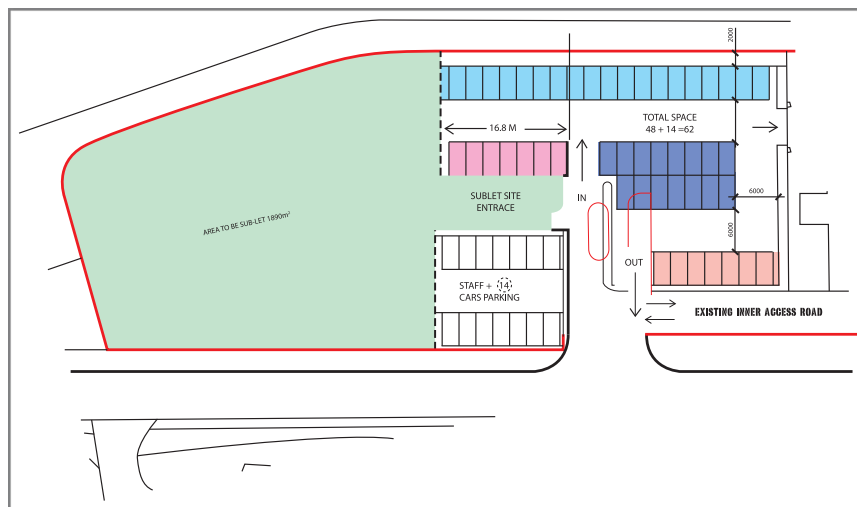 2000
TOTAL SPACE
48 + 14 =62
16.8 M
SUBLET SITE
ENTRACE
IN
6000
6000
AREA TO BE SUB-LET 1890m²
OUT
STAFF + 14
CARS PARKING
EXISTING INNER ACCESS ROAD